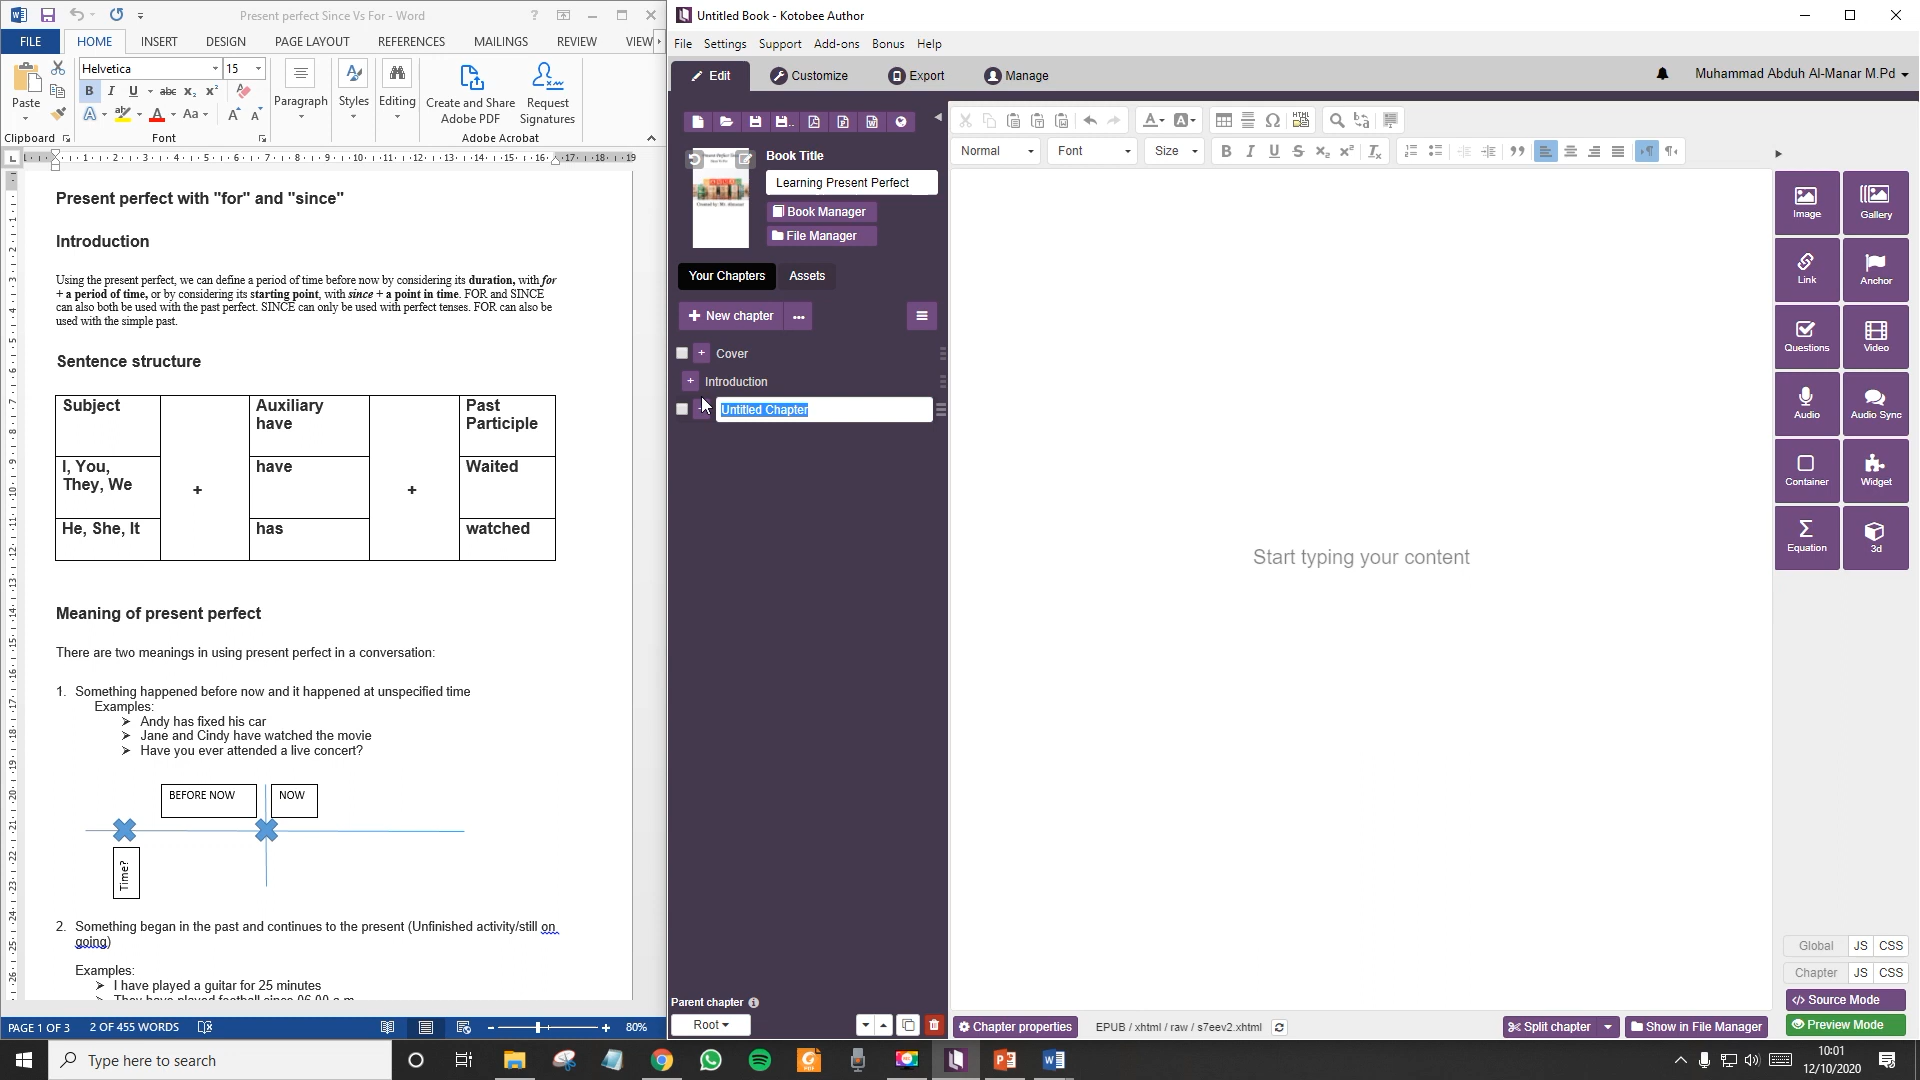 Present perfect Since Vs For - Word
FILE HOME INSERT DESIGN PAGE LAYOUT REFERENCES MAILINGS REVIEW VIEW
Helvetica 15
Paste
Paragraph Styles Editing
Create and Share
Adobe PDF
Request
Signatures
Clipboard Font Adobe Acrobat
Present perfect with "for" and "since"
Introduction
Using the present perfect, we can define a period of time before now by considering its duration, with for
+ a period of time, or by considering its starting point, with since + a point in time. FOR and SINCE
can also both be used with the past perfect. SINCE can only be used with perfect tenses. FOR can also be
used with the simple past.
Sentence structure
Subject
Auxiliary
have
Past
Participle
I, You,
They, We
+
have
+
Waited
He, She, It
has
watched
Meaning of present perfect
There are two meanings in using present perfect in a conversation:
1. Something happened before now and it happened at unspecified time
Examples:
➢ Andy has fixed his car
➢ Jane and Cindy have watched the movie
➢ Have you ever attended a live concert?
BEFORE NOW NOW
Time?
2. Something began in the past and continues to the present (Unfinished activity/still on
going)
Examples:
➢ I have played a guitar for 25 minutes
➢ They have played football since 06.00 a.m
PAGE 1 OF 3 2 OF 455 WORDS 80%
Untitled Book - Kotobee Author
File Settings Support Add-ons Bonus Help
Edit Customize Export Manage
Muhammad Abduh Al-Manar M.Pd
Book Title
Learning Present Perfect
Book Manager
File Manager
Your Chapters Assets
New chapter ...
Cover
Introduction
Untitled Chapter
Parent chapter
Root
Normal Font Size
Start typing your content
Image Gallery
Link Anchor
Questions Video
Audio Audio Sync
Container Widget
Equation 3d
Global JS CSS
Chapter JS CSS
</> Source Mode
Preview Mode
Chapter properties EPUB / xhtml / raw / s7eev2.xhtml Split chapter Show in File Manager
Type here to search
10:01
12/10/2020